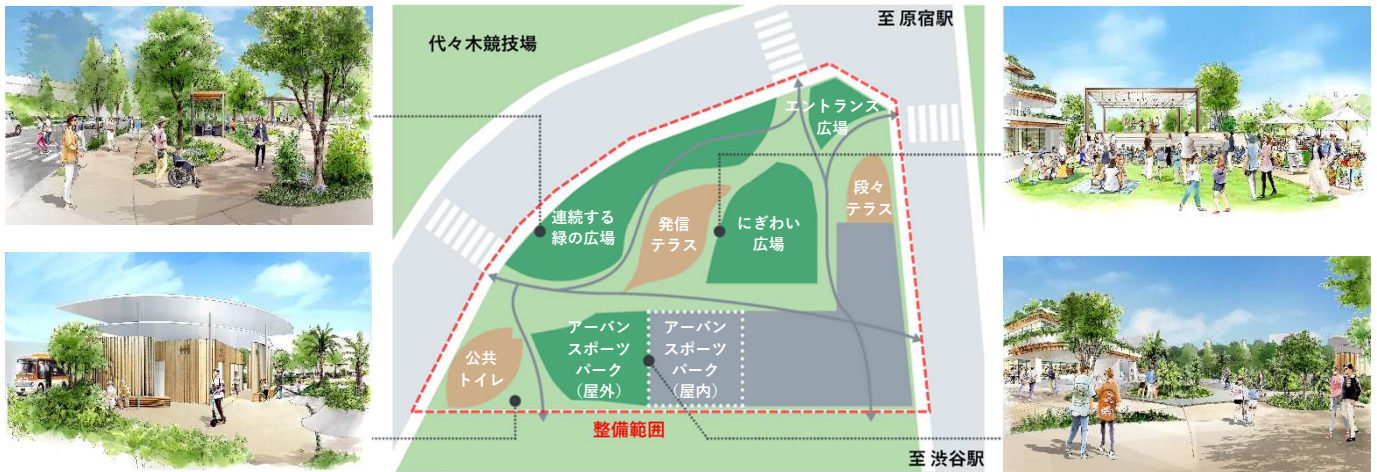 至 原宿駅
代々木競技場
エントランス
広場
段々
テラス
連続する
緑の広場
発信
テラス
にぎわい
広場
アーバン
スポーツ
パーク
(屋外)
アーバン
スポーツ
パーク
(屋内)
公共
トイレ
整備範囲
至 渋谷駅